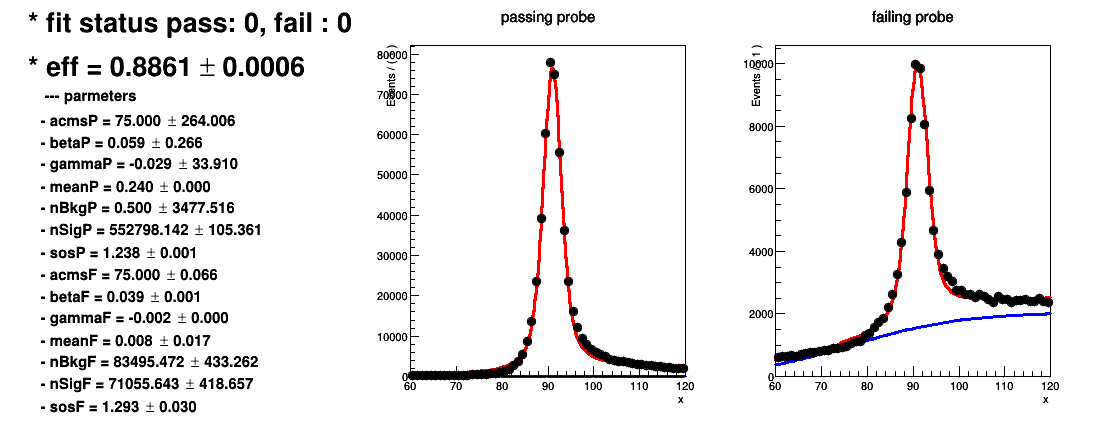 * fit status pass: 0, fail : 0
* eff = 0.8861 ± 0.0006
--- parmeters
- acmsP = 75.000 ± 264.006
- betaP = 0.059 ± 0.266
- gammaP = -0.029 ± 33.910
- meanP = 0.240 ± 0.000
- nBkgP = 0.500 ± 3477.516
- nSigP = 552798.142 ± 105.361
- sosP = 1.238 ± 0.001
- acmsF = 75.000 ± 0.066
- betaF = 0.039 ± 0.001
- gammaF = -0.002 ± 0.000
- meanF = 0.008 ± 0.017
- nBkgF = 83495.472 ± 433.262
- nSigF = 71055.643 ± 418.657
- sosF = 1.293 ± 0.030
passing probe
Events /
80000
70000
60000
50000
40000
30000
20000
10000
0
60 70 80 90 100 110 120
x
failing probe
Events /
10000
8000
6000
4000
2000
0
60 70 80 90 100 110 120
x